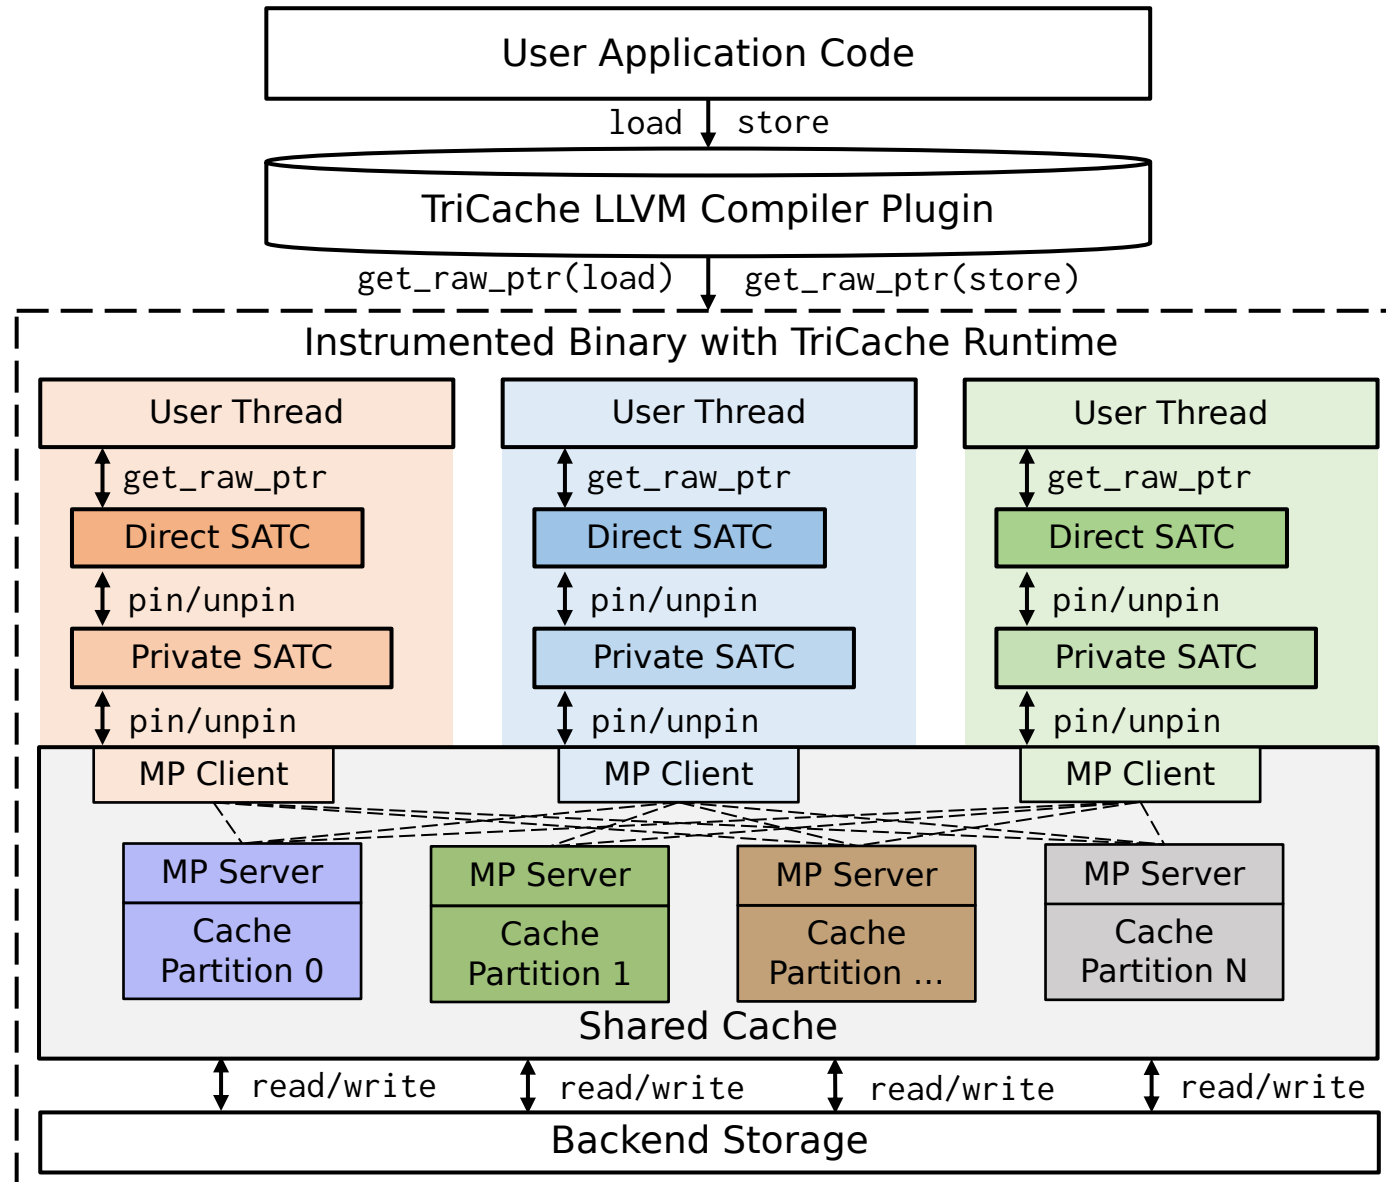 User Application Code
load store
TriCache LLVM Compiler Plugin
get_raw_ptr(load) get_raw_ptr(store)
Instrumented Binary with TriCache Runtime
User Thread User Thread User Thread
get_raw_ptr get_raw_ptr get_raw_ptr
Direct SATC Direct SATC Direct SATC
pin/unpin pin/unpin pin/unpin
Private SATC Private SATC Private SATC
pin/unpin pin/unpin pin/unpin
MP Client MP Client MP Client
MP Server MP Server MP Server MP Server
Cache Cache Cache Cache
Partition 0 Partition 1 Partition ... Partition N
Shared Cache
read/write read/write read/write read/write
Backend Storage